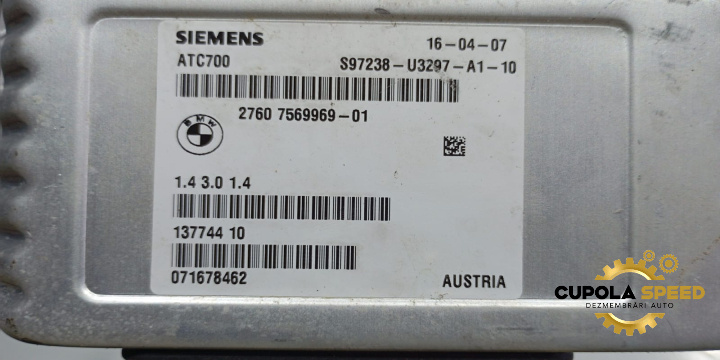 SIEMENS
16-04-07
ATC700
S97238-U3297-A1-10
BMW
2760 7569969-01
1.4 3.0 1.4
137744 10
071678462
AUSTRIA
CUPOLA SPEED
DEZMEMBRĂRI AUTO